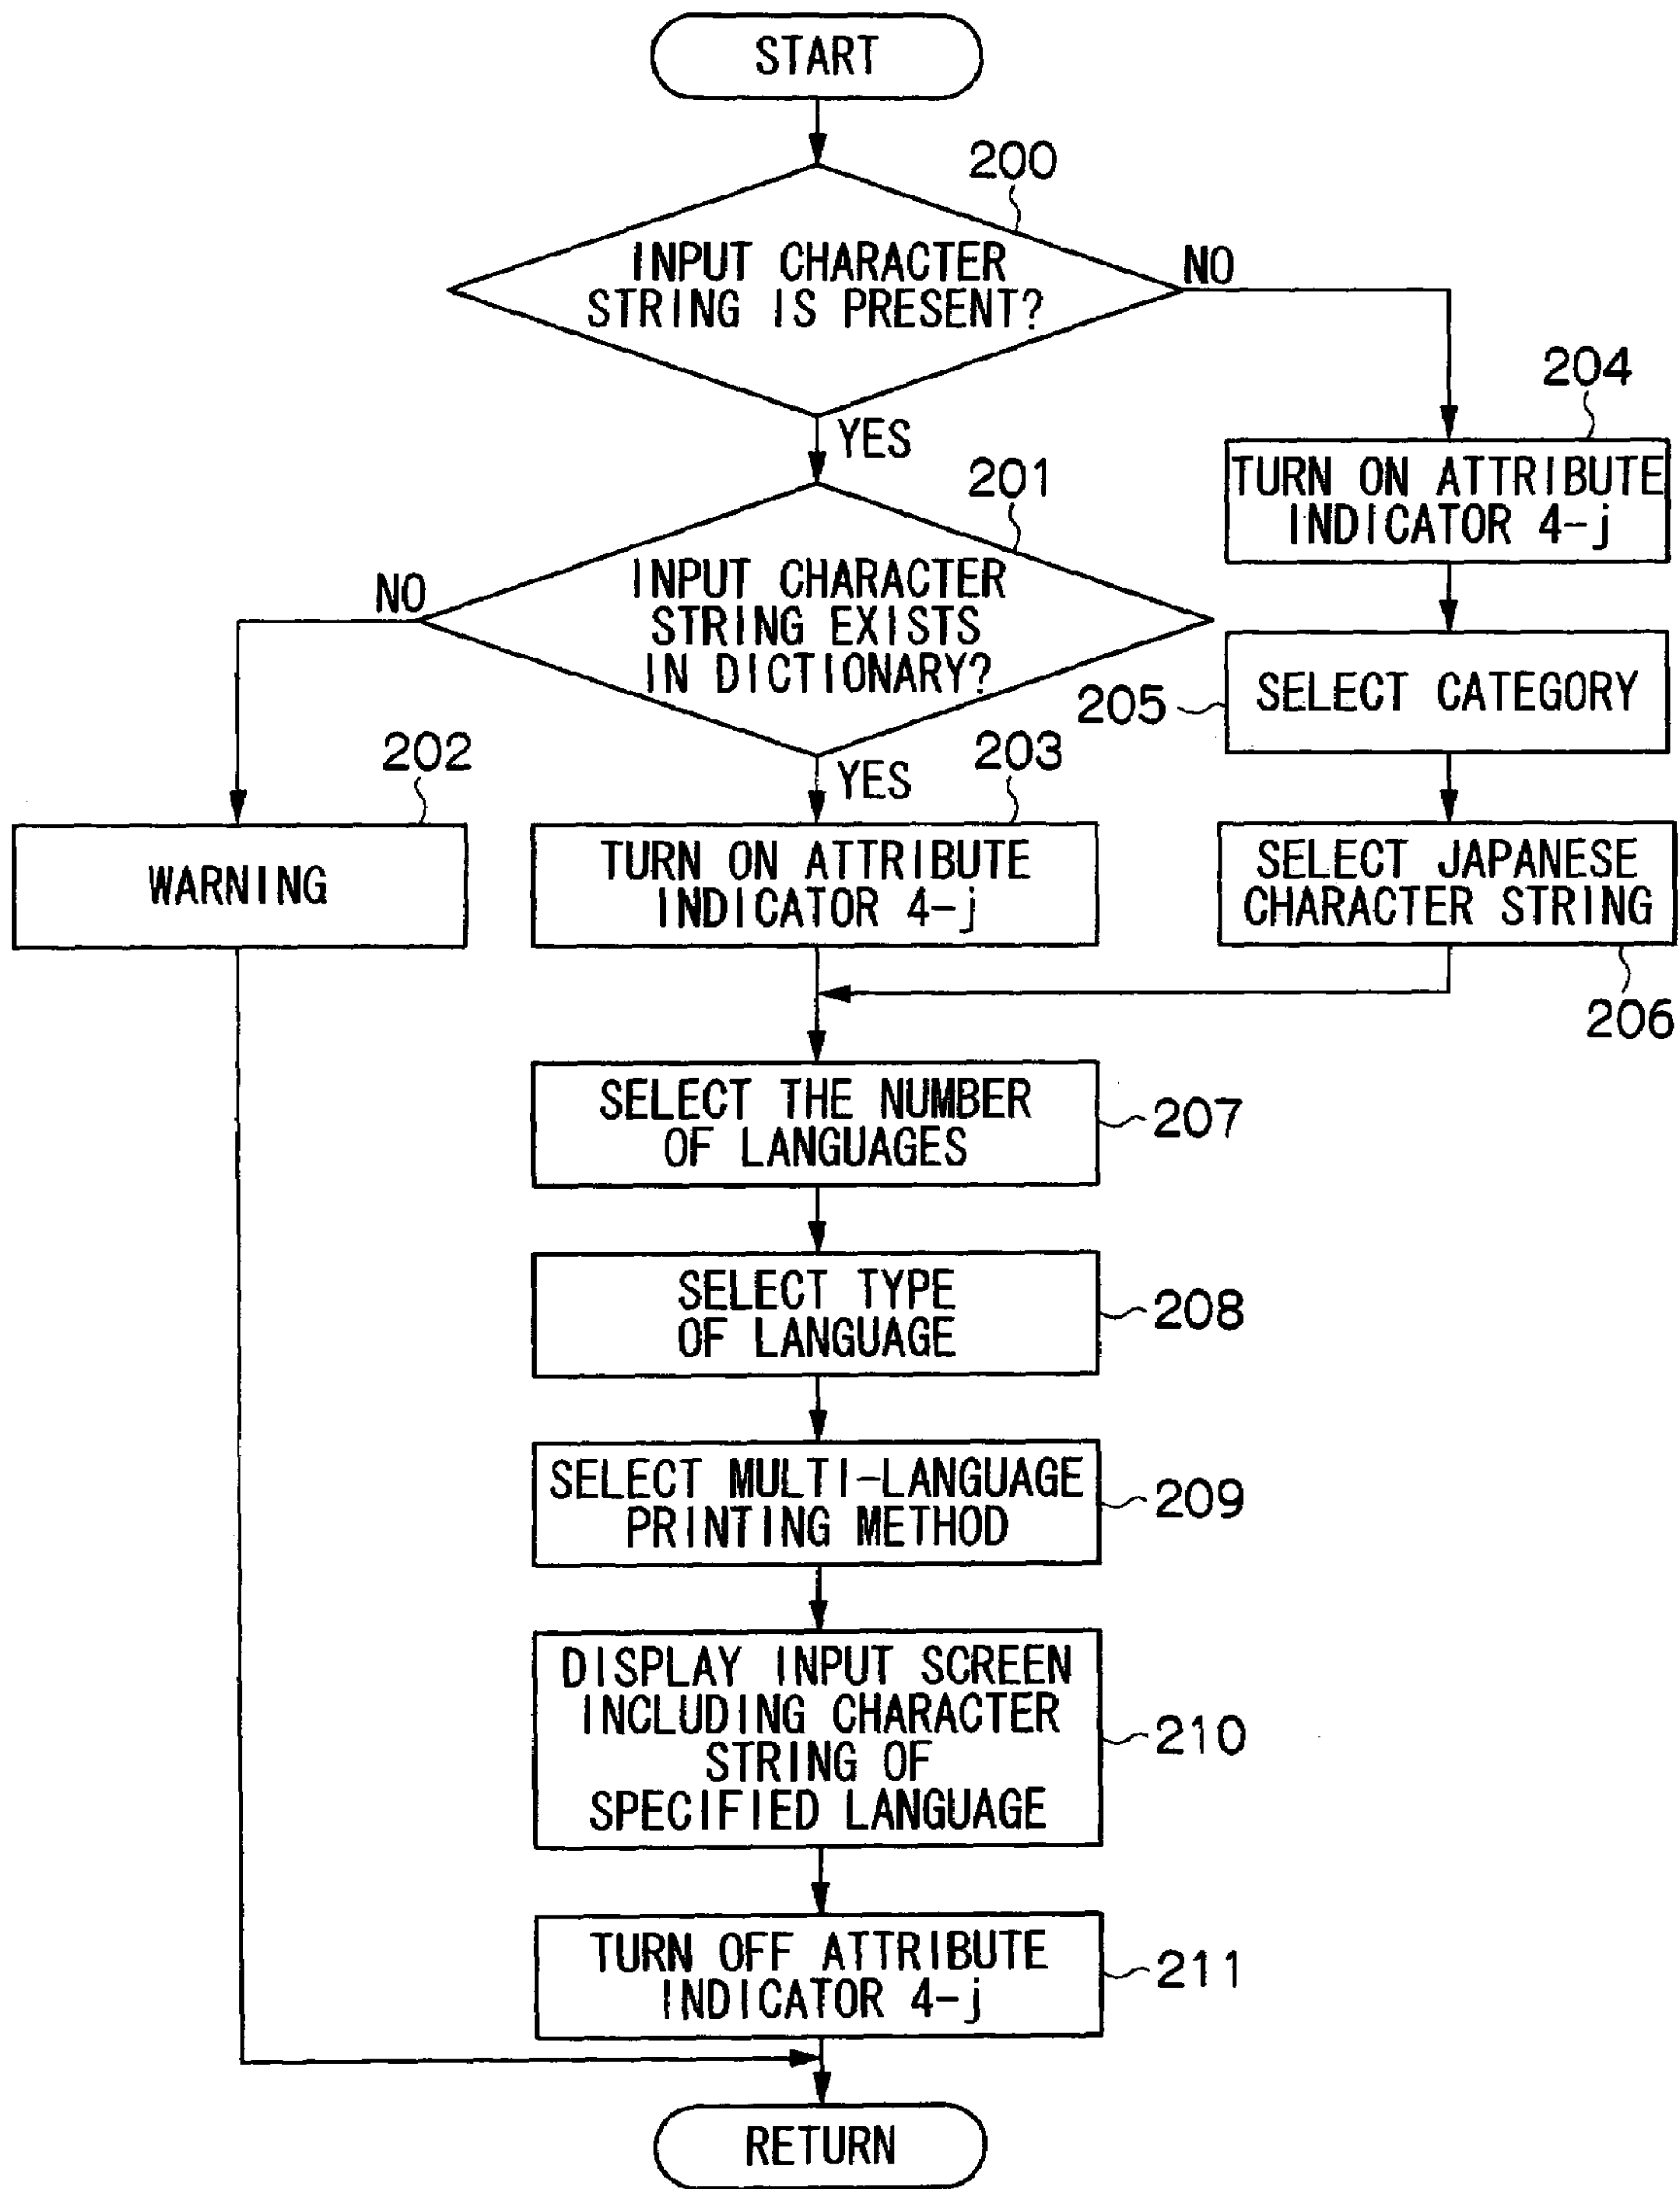 START
200
INPUT CHARACTER
STRING IS PRESENT?
NO
YES
204
TURN ON ATTRIBUTE
INDICATOR 4-j
201
INPUT CHARACTER
STRING EXISTS
IN DICTIONARY?
NO
YES
205
SELECT CATEGORY
202
WARNING
203
TURN ON ATTRIBUTE
INDICATOR 4-j
SELECT JAPANESE
CHARACTER STRING
206
SELECT THE NUMBER
OF LANGUAGES
207
SELECT TYPE
OF LANGUAGE
208
SELECT MULTI-LANGUAGE
PRINTING METHOD
209
DISPLAY INPUT SCREEN
INCLUDING CHARACTER
STRING OF
SPECIFIED LANGUAGE
210
TURN OFF ATTRIBUTE
INDICATOR 4-j
211
RETURN